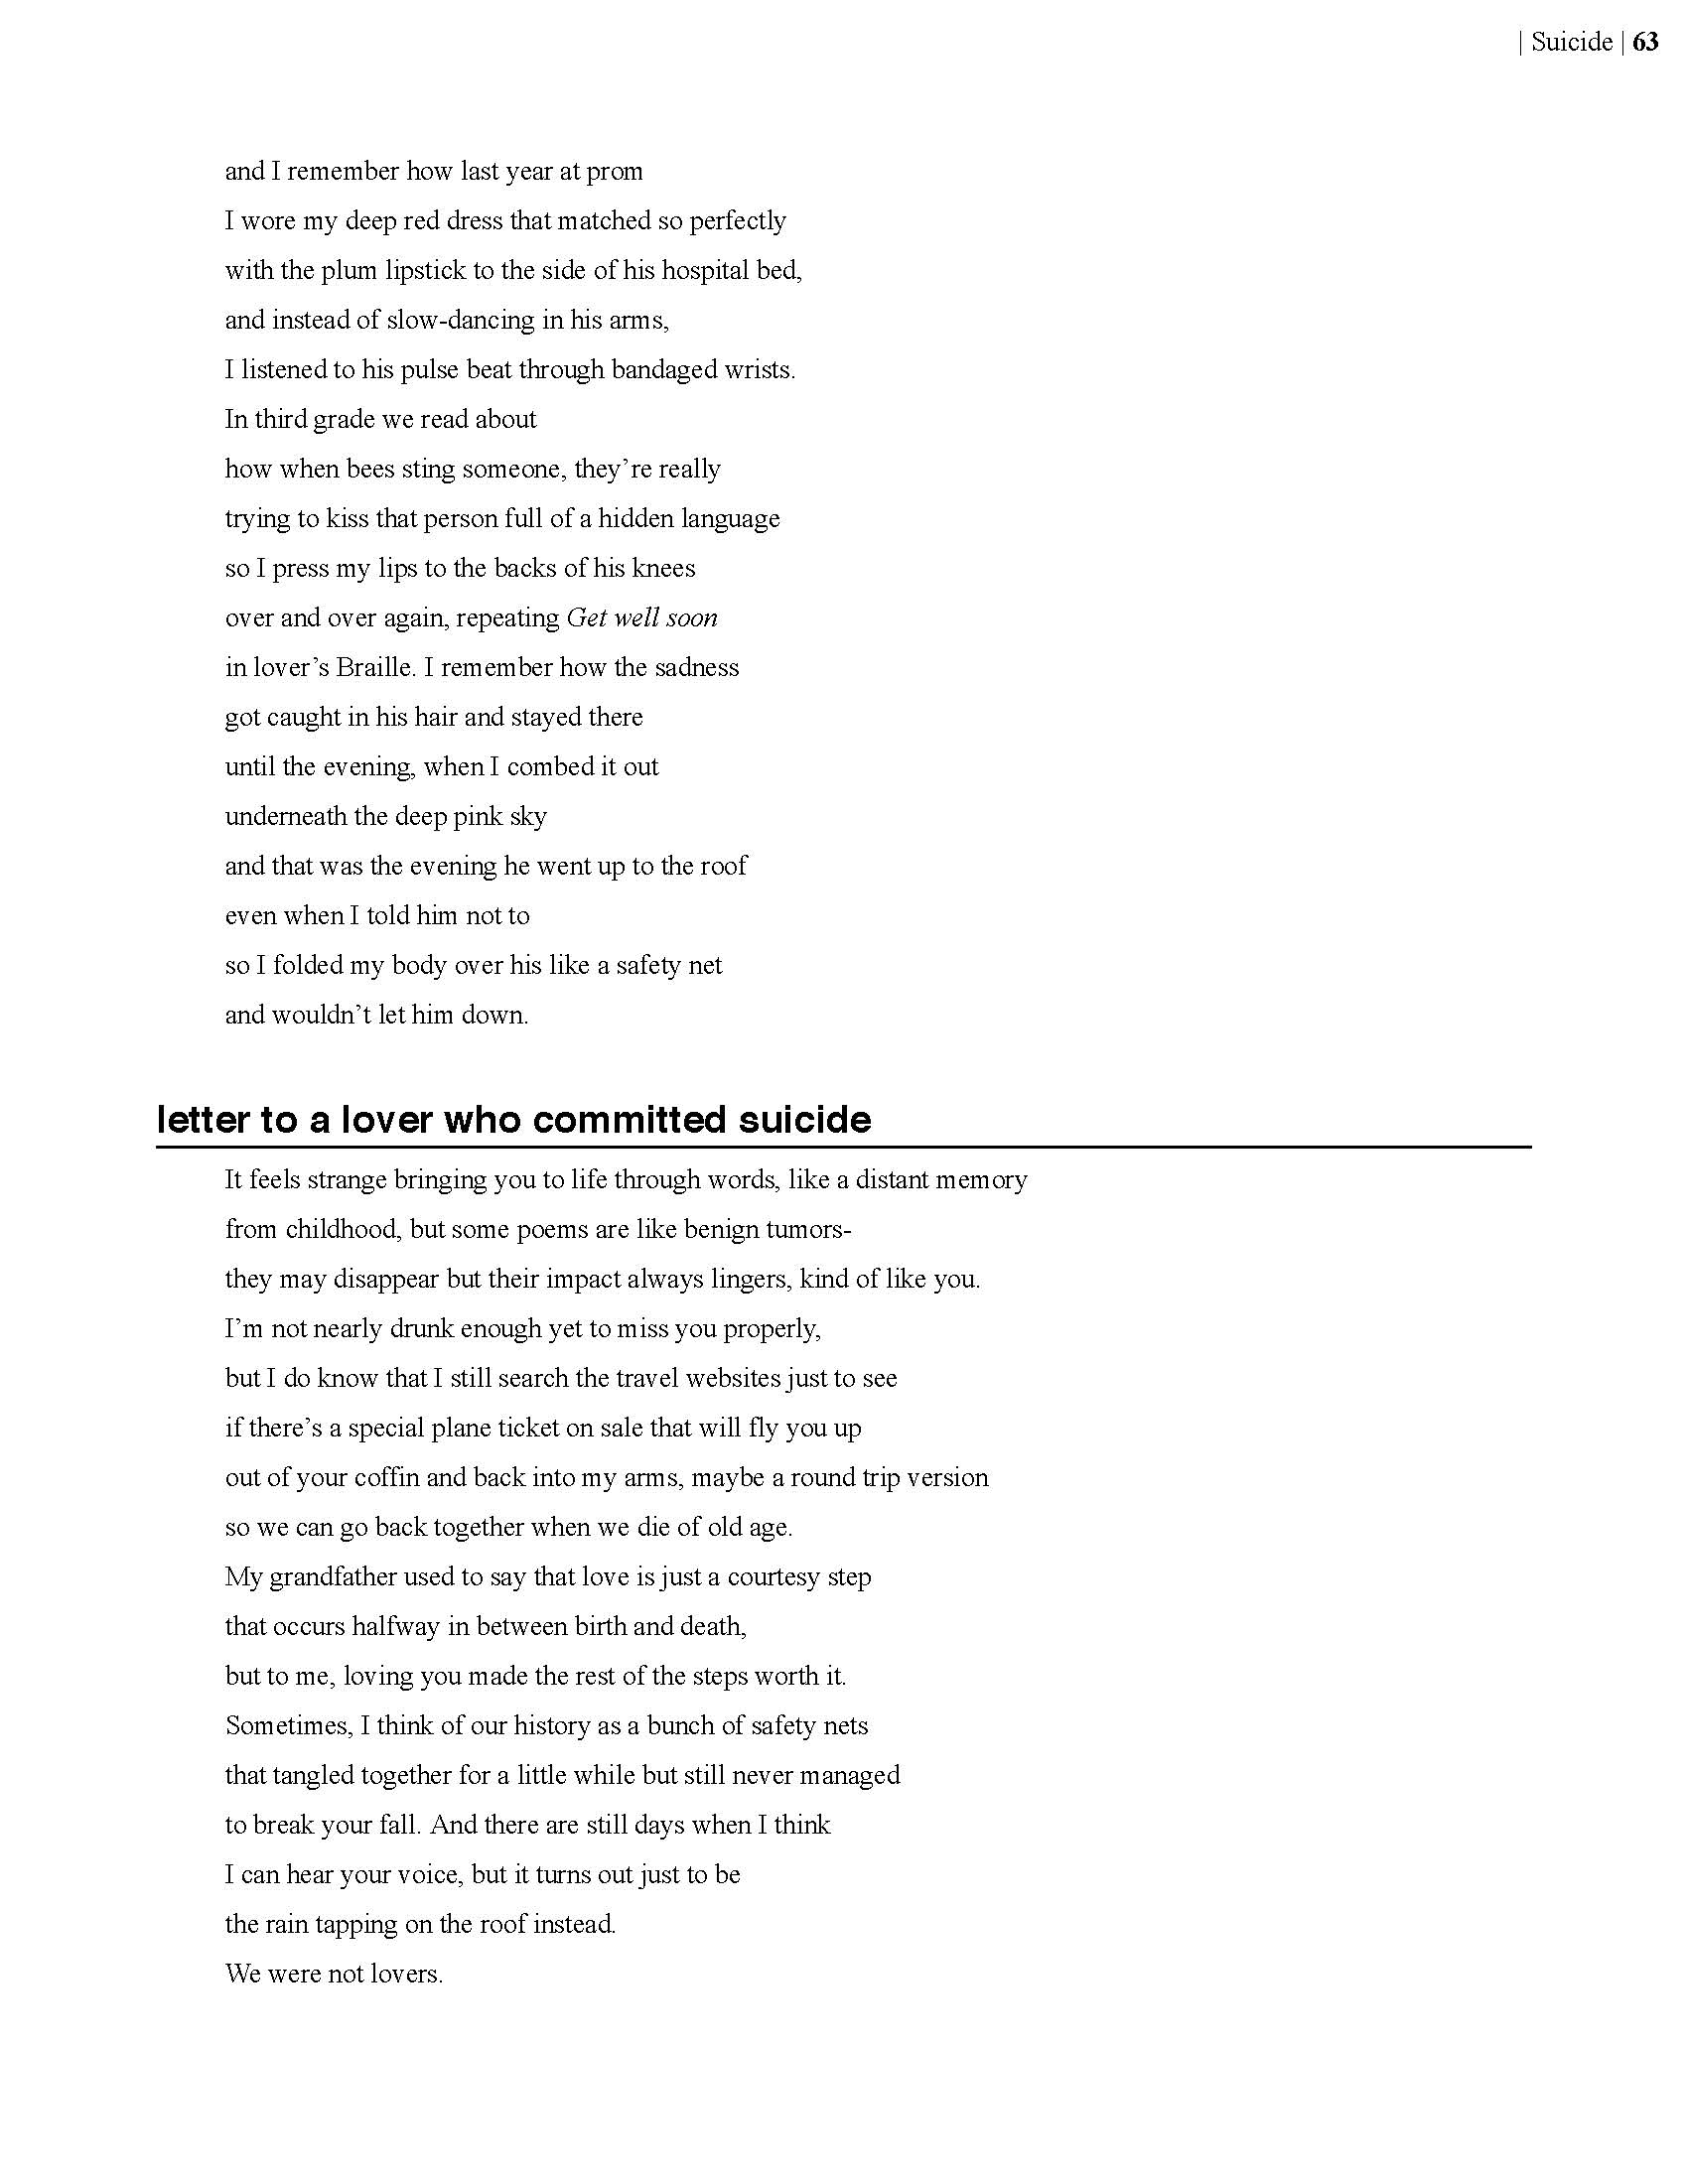 | Suicide | 63
and I remember how last year at prom
I wore my deep red dress that matched so perfectly
with the plum lipstick to the side of his hospital bed,
and instead of slow-dancing in his arms,
I listened to his pulse beat through bandaged wrists.
In third grade we read about
how when bees sting someone, they’re really
trying to kiss that person full of a hidden language
so I press my lips to the backs of his knees
over and over again, repeating Get well soon
in lover’s Braille. I remember how the sadness
got caught in his hair and stayed there
until the evening, when I combed it out
underneath the deep pink sky
and that was the evening he went up to the roof
even when I told him not to
so I folded my body over his like a safety net
and wouldn’t let him down.
letter to a lover who committed suicide
It feels strange bringing you to life through words, like a distant memory
from childhood, but some poems are like benign tumors-
they may disappear but their impact always lingers, kind of like you.
I’m not nearly drunk enough yet to miss you properly,
but I do know that I still search the travel websites just to see
if there’s a special plane ticket on sale that will fly you up
out of your coffin and back into my arms, maybe a round trip version
so we can go back together when we die of old age.
My grandfather used to say that love is just a courtesy step
that occurs halfway in between birth and death,
but to me, loving you made the rest of the steps worth it.
Sometimes, I think of our history as a bunch of safety nets
that tangled together for a little while but still never managed
to break your fall. And there are still days when I think
I can hear your voice, but it turns out just to be
the rain tapping on the roof instead.
We were not lovers.